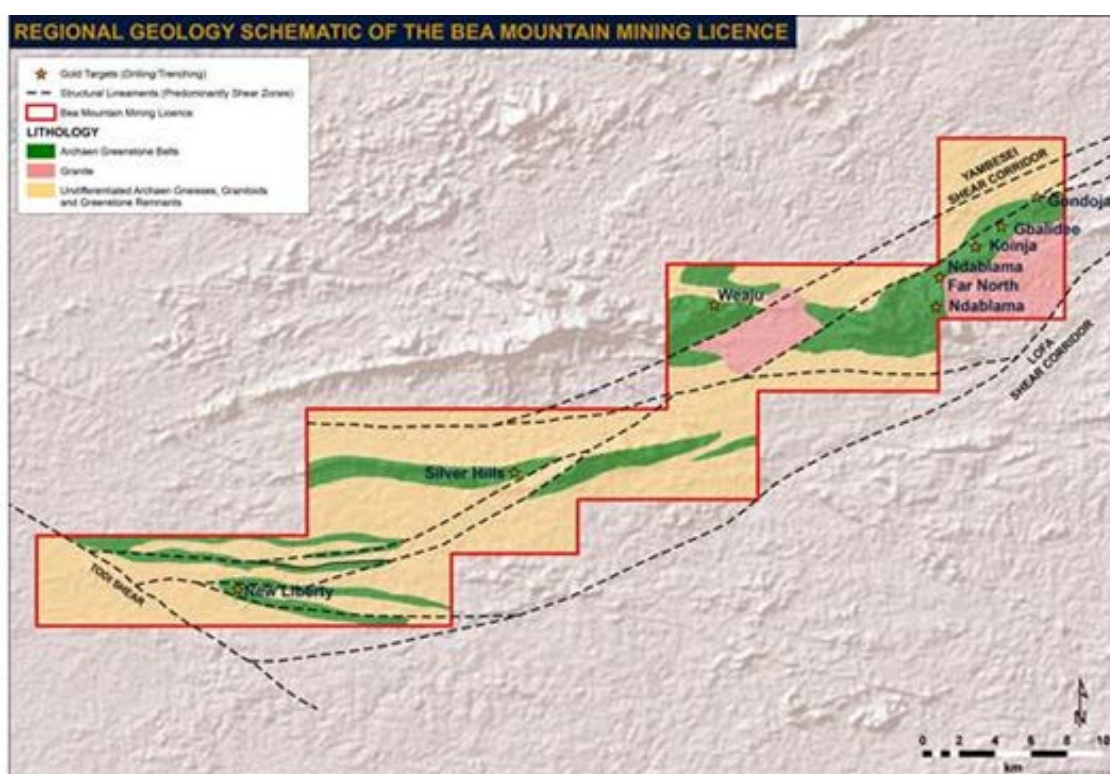 REGIONAL GEOLOGY SCHEMATIC OF THE BEA MOUNTAIN MINING LICENCE
Gold Targets (Drilling/Trenching)
Structural Lineaments (Predominantly Shear Zones)
Bea Mountain Mining Licence
LITHOLOGY
Archaen Greenstone Belts
Granite
Undifferentiated Archaen Gneisses, Granitoids
and Greenstone Remnants
YAMBESEI
SHEAR CORRIDOR
Gondoja
Gbalidee
Koinja
Ndablama
Far North
Ndablama
Weaju
LOFA
SHEAR CORRIDOR
Silver Hills
TODI SHEAR
New Liberty
N
0 2 4 6 8 10
km